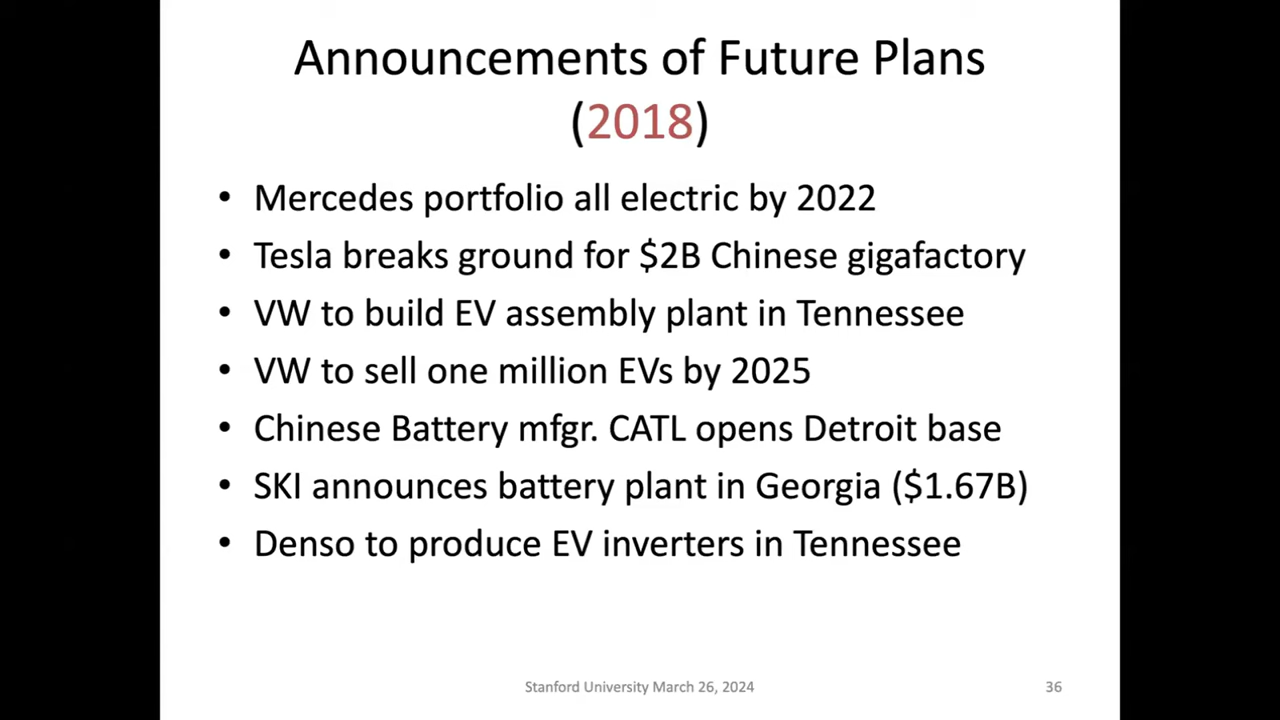 Announcements of Future Plans
(2018)
• Mercedes portfolio all electric by 2022
• Tesla breaks ground for $2B Chinese gigafactory
• VW to build EV assembly plant in Tennessee
• VW to sell one million EVs by 2025
• Chinese Battery mfgr. CATL opens Detroit base
• SKI announces battery plant in Georgia ($1.67B)
• Denso to produce EV inverters in Tennessee
Stanford University March 26, 2024
36